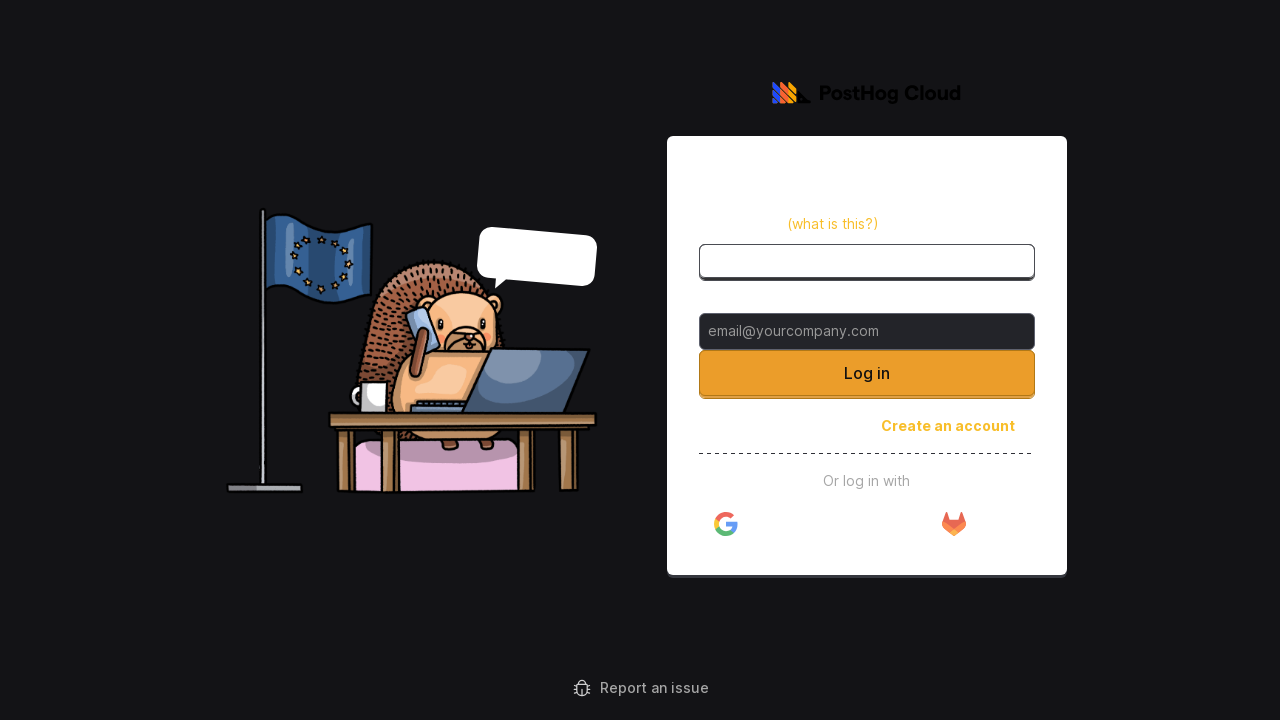 PostHog Cloud
(what is this?)
email@yourcompany.com
Log in
Create an account
Or log in with
Report an issue